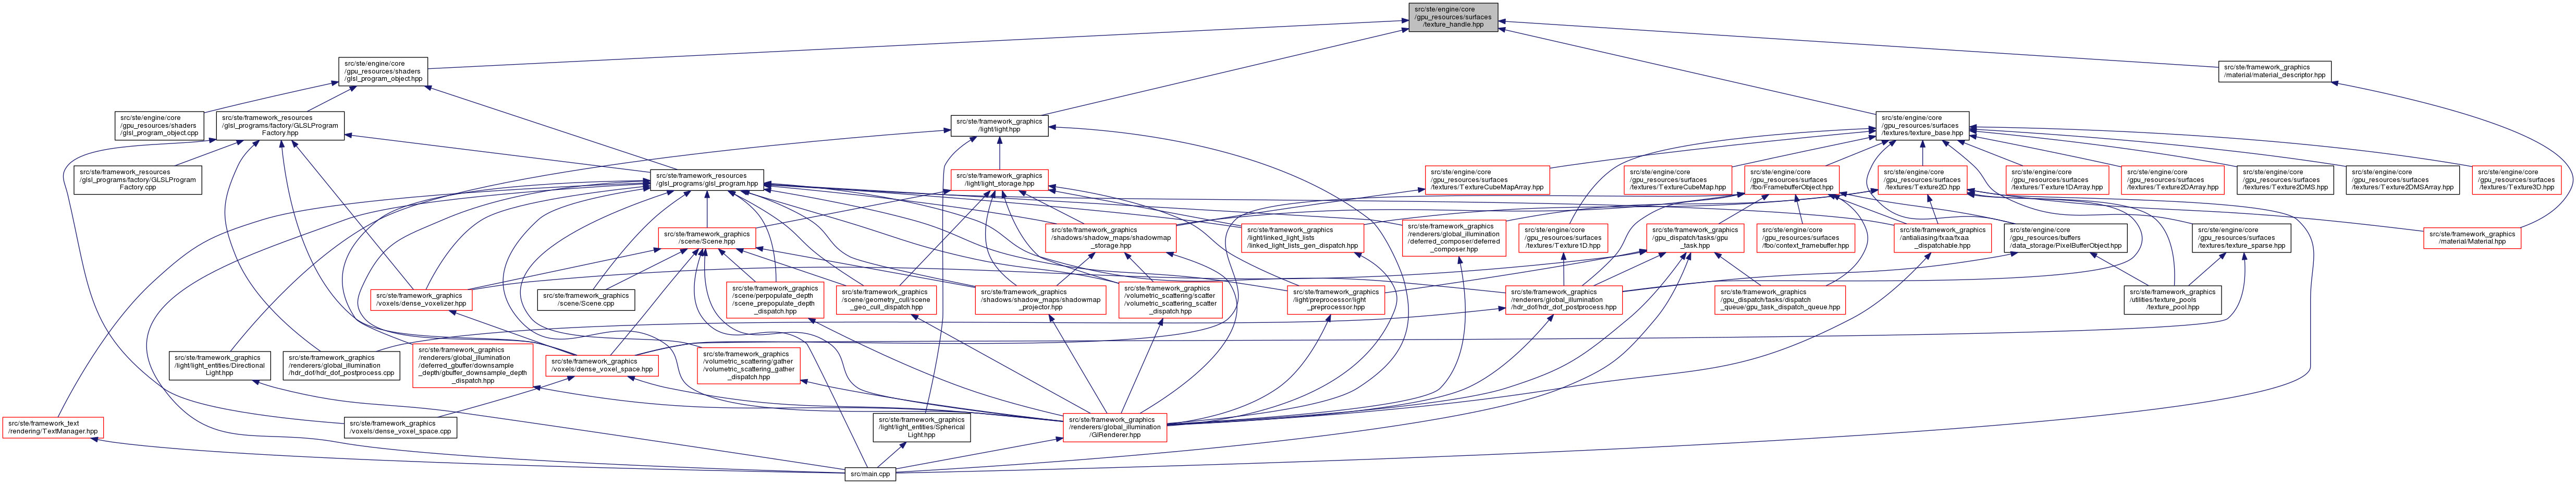 src/ste/engine/core
/gpu_resources/surfaces
/texture_handle.hpp
src/ste/engine/core
/gpu_resources/shaders
/glsl_program_object.hpp
src/ste/framework_graphics
/material/material_descriptor.hpp
src/ste/engine/core
/gpu_resources/shaders
/glsl_program_object.cpp
src/ste/framework_resources
/glsl_programs/factory/GLSLProgram
Factory.hpp
src/ste/framework_graphics
/light/light.hpp
src/ste/engine/core
/gpu_resources/surfaces
/textures/texture_base.hpp
src/ste/framework_resources
/glsl_programs/factory/GLSLProgram
Factory.cpp
src/ste/framework_resources
/glsl_programs/glsl_program.hpp
src/ste/framework_graphics
/light/light_storage.hpp
src/ste/engine/core
/gpu_resources/surfaces
/textures/TextureCubeMapArray.hpp
src/ste/engine/core
/gpu_resources/surfaces
/textures/TextureCubeMap.hpp
src/ste/engine/core
/gpu_resources/surfaces
/fbo/FramebufferObject.hpp
src/ste/engine/core
/gpu_resources/surfaces
/textures/Texture2D.hpp
src/ste/engine/core
/gpu_resources/surfaces
/textures/Texture1DArray.hpp
src/ste/engine/core
/gpu_resources/surfaces
/textures/Texture2DArray.hpp
src/ste/engine/core
/gpu_resources/surfaces
/textures/Texture2DMS.hpp
src/ste/engine/core
/gpu_resources/surfaces
/textures/Texture2DMSArray.hpp
src/ste/engine/core
/gpu_resources/surfaces
/textures/Texture3D.hpp
src/ste/framework_graphics
/scene/Scene.hpp
src/ste/framework_graphics
/shadows/shadow_maps/shadowmap
_storage.hpp
src/ste/framework_graphics
/light/linked_light_lists
/linked_light_lists_gen_dispatch.hpp
src/ste/framework_graphics
/renderers/global_illumination
/deferred_composer/deferred
_composer.hpp
src/ste/engine/core
/gpu_resources/surfaces
/textures/Texture1D.hpp
src/ste/framework_graphics
/gpu_dispatch/tasks/gpu
_task.hpp
src/ste/engine/core
/gpu_resources/surfaces
/fbo/context_framebuffer.hpp
src/ste/framework_graphics
/antialiasing/fxaa/fxaa
_dispatchable.hpp
src/ste/engine/core
/gpu_resources/buffers
/data_storage/PixelBufferObject.hpp
src/ste/engine/core
/gpu_resources/surfaces
/textures/texture_sparse.hpp
src/ste/framework_graphics
/material/Material.hpp
src/ste/framework_graphics
/voxels/dense_voxelizer.hpp
src/ste/framework_graphics
/scene/Scene.cpp
src/ste/framework_graphics
/scene/perpopulate_depth
/scene_prepopulate_depth
_dispatch.hpp
src/ste/framework_graphics
/scene/geometry_cull/scene
_geo_cull_dispatch.hpp
src/ste/framework_graphics
/shadows/shadow_maps/shadowmap
_projector.hpp
src/ste/framework_graphics
/volumetric_scattering/scatter
/volumetric_scattering_scatter
_dispatch.hpp
src/ste/framework_graphics
/light/preprocessor/light
_preprocessor.hpp
src/ste/framework_graphics
/renderers/global_illumination
/hdr_dof/hdr_dof_postprocess.hpp
src/ste/framework_graphics
/gpu_dispatch/tasks/dispatch
_queue/gpu_task_dispatch_queue.hpp
src/ste/framework_graphics
/utilities/texture_pools
/texture_pool.hpp
src/ste/framework_graphics
/light/light_entities/Directional
Light.hpp
src/ste/framework_graphics
/renderers/global_illumination
/hdr_dof/hdr_dof_postprocess.cpp
src/ste/framework_graphics
/renderers/global_illumination
/deferred_gbuffer/downsample
_depth/gbuffer_downsample_depth
_dispatch.hpp
src/ste/framework_graphics
/voxels/dense_voxel_space.hpp
src/ste/framework_graphics
/volumetric_scattering/gather
/volumetric_scattering_gather
_dispatch.hpp
src/ste/framework_text
/rendering/TextManager.hpp
src/ste/framework_graphics
/voxels/dense_voxel_space.cpp
src/ste/framework_graphics
/light/light_entities/Spherical
Light.hpp
src/ste/framework_graphics
/renderers/global_illumination
/GIRenderer.hpp
src/main.cpp